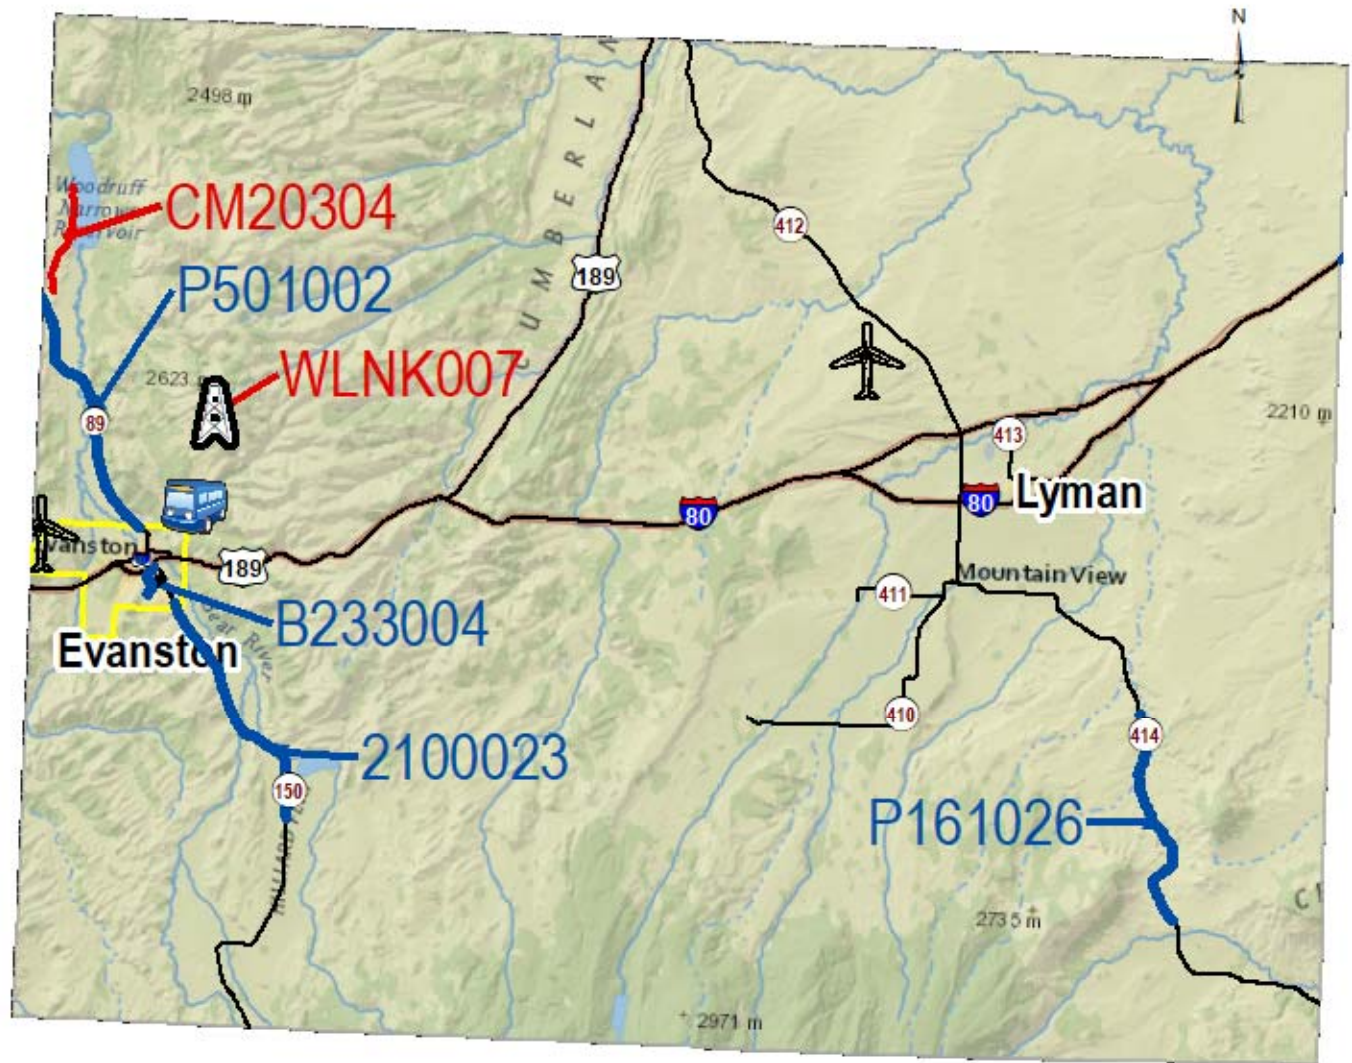 N
2498 m
CUMBERLAN
Woodruff
Narrows
Reservoir
CM20304
412
189
P501002
2623 m
WLNK007
89
2210 m
413
80
80
Lyman
Evanston
189
Mountain View
411
B233004
Bear River
Evanston
410
414
2100023
150
P161026
2735 m
2971 m